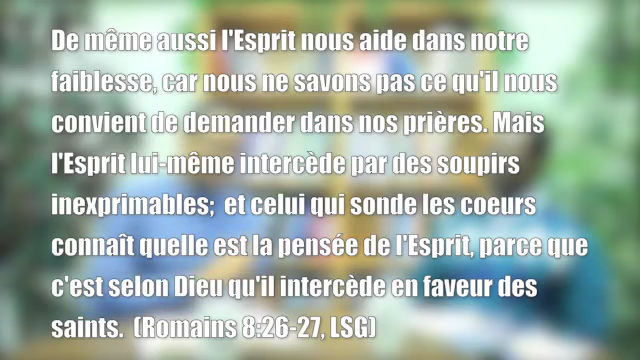 De même aussi l'Esprit nous aide dans notre
faiblesse, car nous ne savons pas ce qu'il nous
convient de demander dans nos prières. Mais
l'Esprit lui-même intercède par des soupirs
inexprimables;  et celui qui sonde les coeurs
connaît quelle est la pensée de l'Esprit, parce que
c'est selon Dieu qu'il intercède en faveur des
saints.  (Romains 8:26-27, LSG)